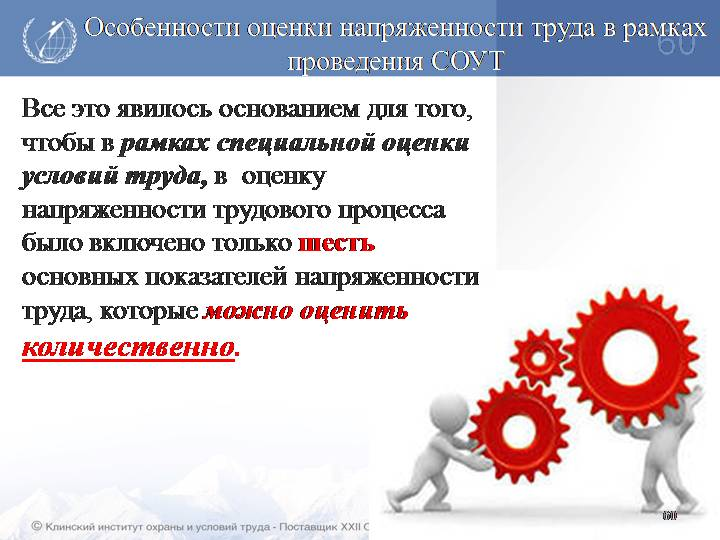 Особенности оценки напряженности труда в рамках
проведения СОУТ
60
Все это явилось основанием для того,
чтобы в рамках специальной оценки
условий труда, в оценку
напряженности трудового процесса
было включено только шесть
основных показателей напряженности
труда, которые можно оценить
количественно.
© Клинский институт охраны и условий труда - Поставщик XXII О